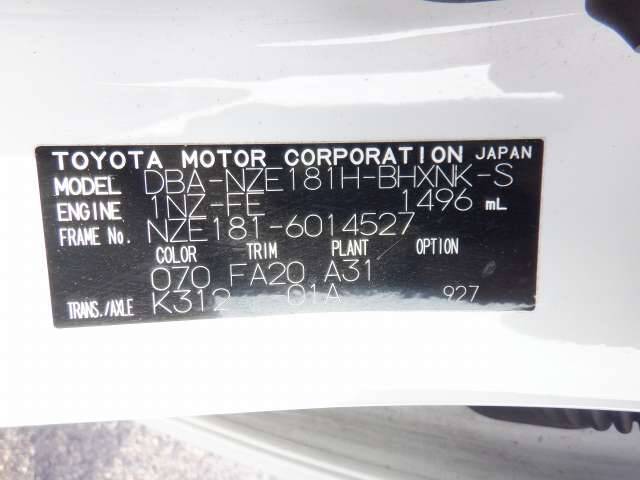 TOYOTA MOTOR CORPORATION JAPAN
MODEL DBA-NZE181H-BHXNK-S
ENGINE 1NZ-FE 1496 mL
FRAME No. NZE181-6014527
COLOR TRIM PLANT OPTION
070 FA20 A31
TRANS./AXLE K312 -01A 927